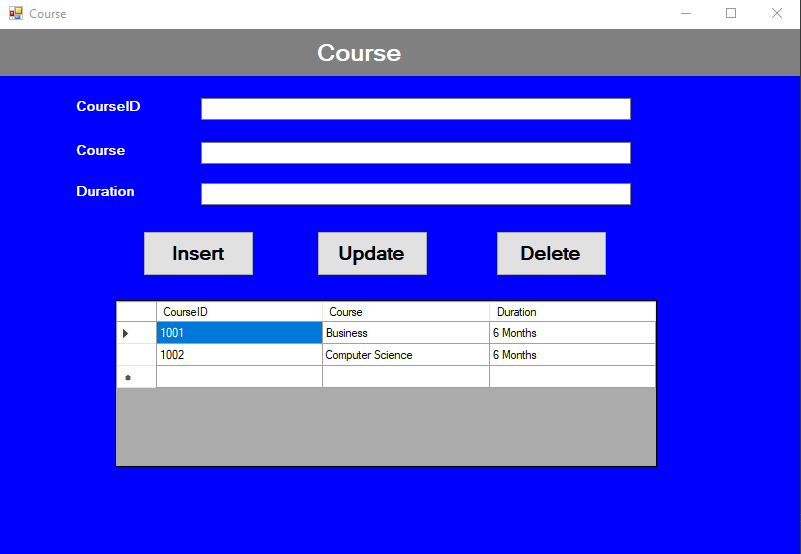 Course
Course
CourseID
Course
Duration
Insert Update Delete
CourseID Course Duration
1001 Business 6 Months
1002 Computer Science 6 Months